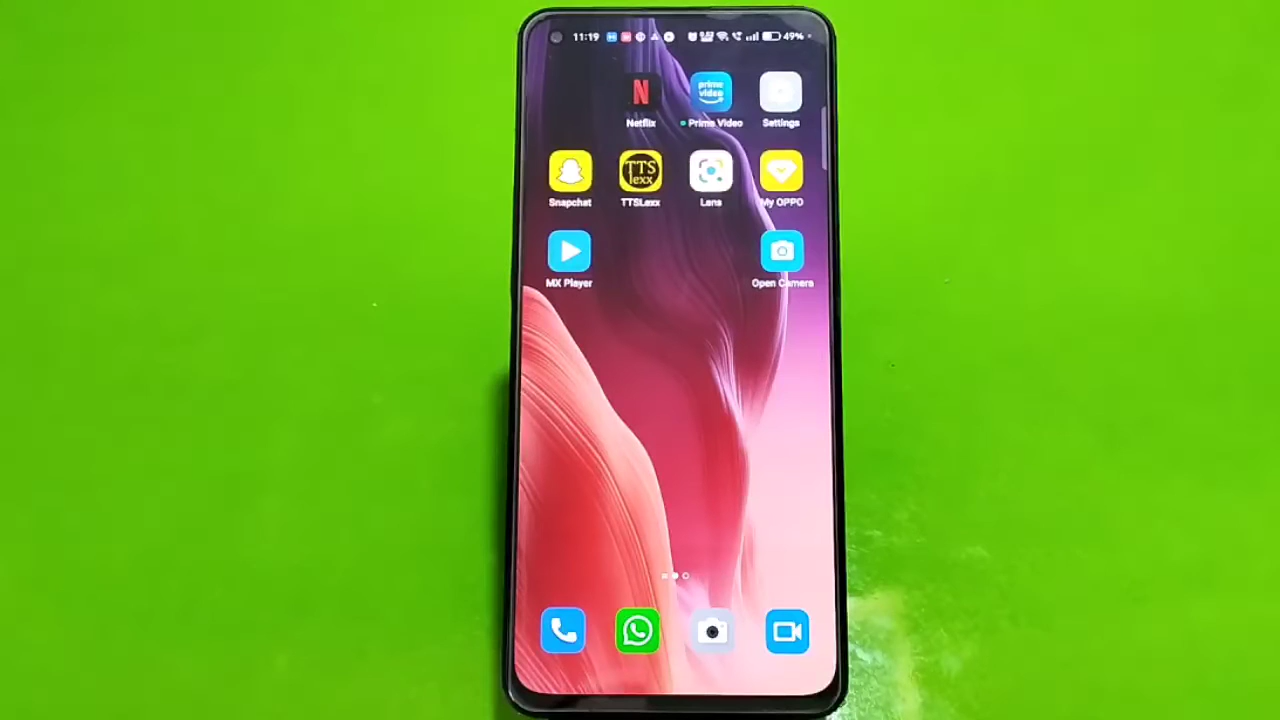 11:19 49%
N prime video
Netflix Prime Video Settings
TTS lexx
Snapchat TTSLexx Lens My OPPO
MX Player Open Camera